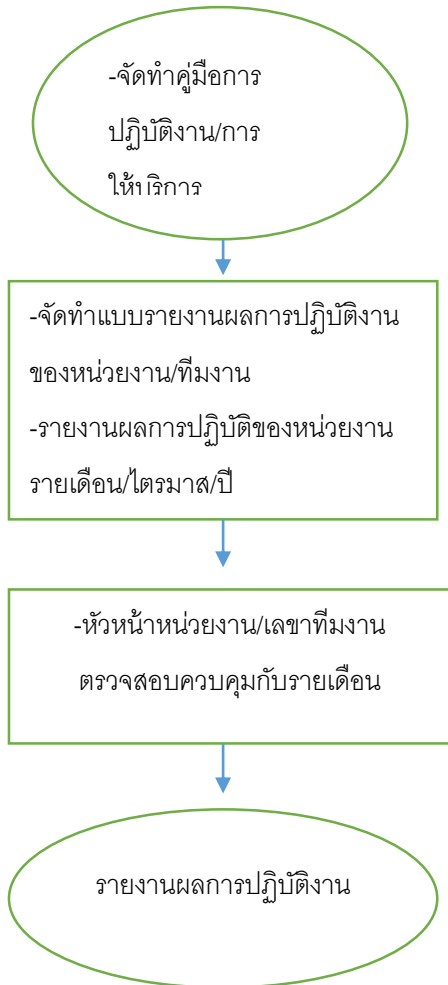 -จัดทำคู่มือการ
ปฏิบัติงาน/การ
ให้บริการ
-จัดทำแบบรายงานผลการปฏิบัติงาน
ของหน่วยงาน/ทีมงาน
-รายงานผลการปฏิบัติของหน่วยงาน
รายเดือน/ไตรมาส/ปี
-หัวหน้าหน่วยงาน/เลขาทีมงาน
ตรวจสอบควบคุมกับรายเดือน
รายงานผลการปฏิบัติงาน